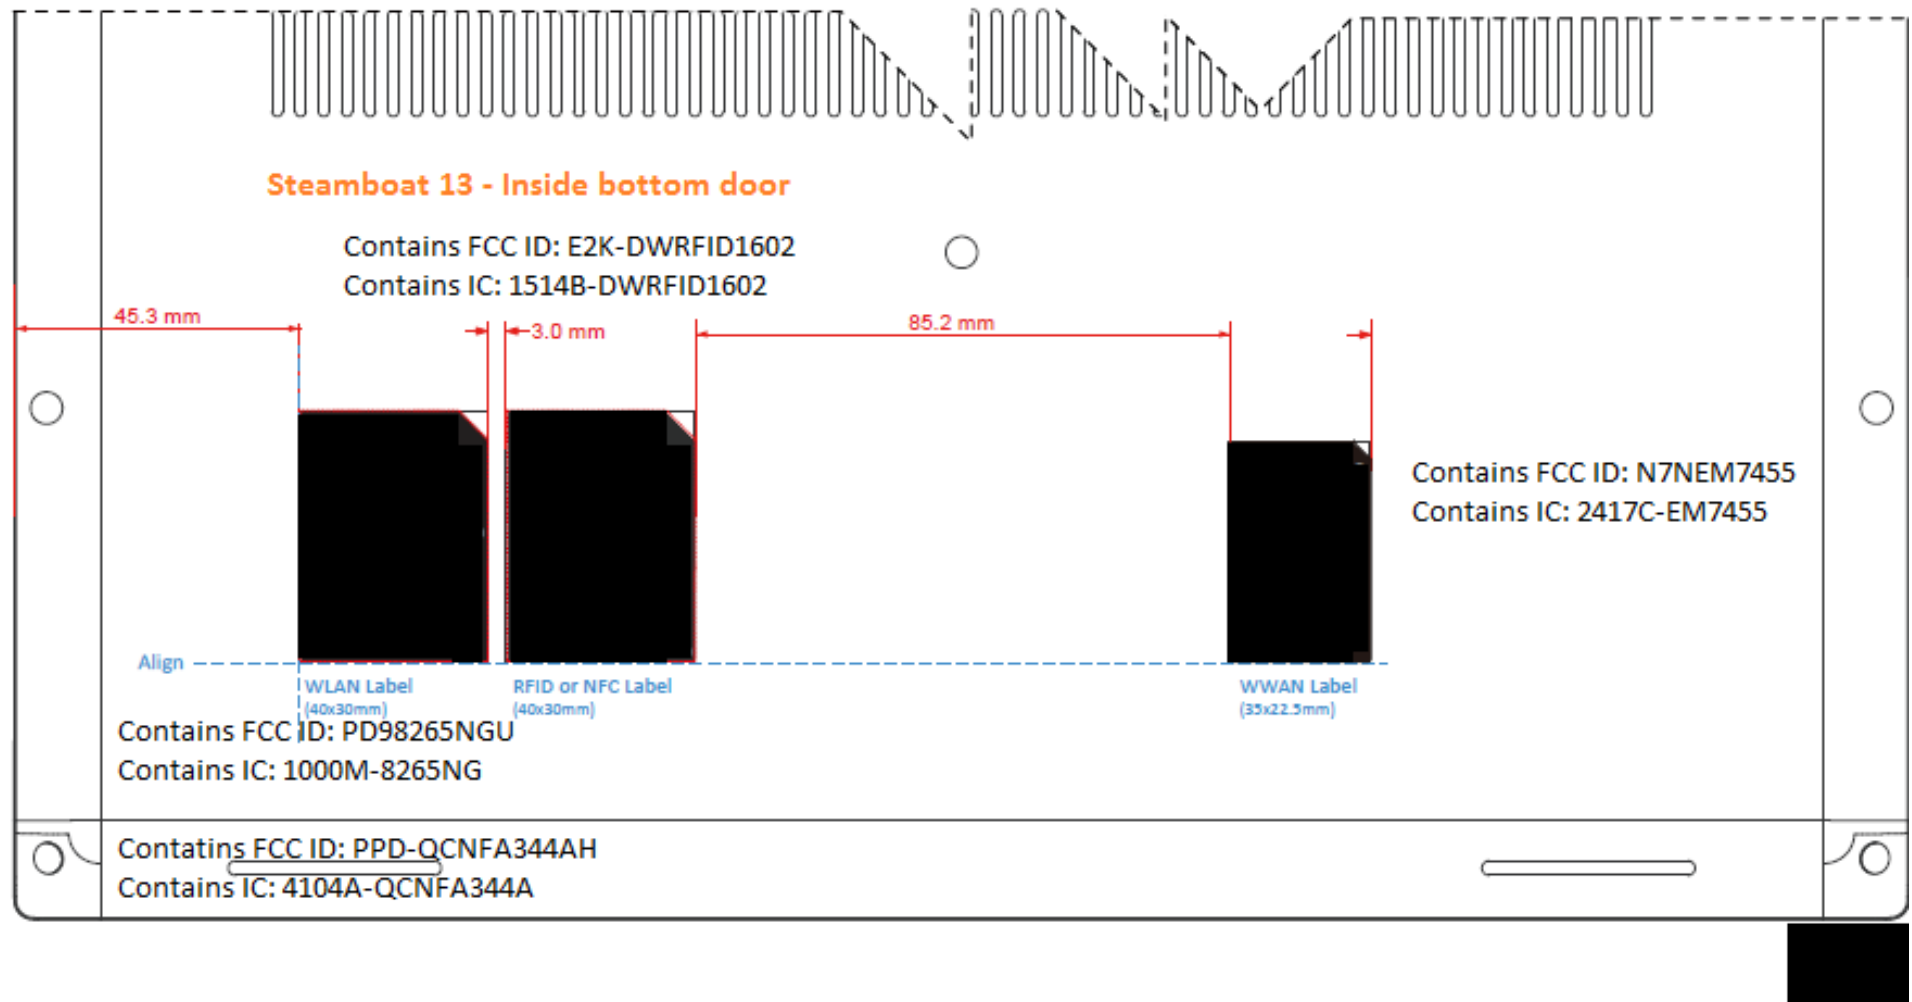 Steamboat 13 - Inside bottom door
Contains FCC ID: E2K-DWRFID1602
Contains IC: 1514B-DWRFID1602
45.3 mm
3.0 mm
85.2 mm
Contains FCC ID: N7NEM7455
Contains IC: 2417C-EM7455
Align
WLAN Label
(40x30mm)
RFID or NFC Label
(40x30mm)
WWAN Label
(35x22.5mm)
Contains FCC ID: PD98265NGU
Contains IC: 1000M-8265NG
Contatins FCC ID: PPD-QCNFA344AH
Contains IC: 4104A-QCNFA344A